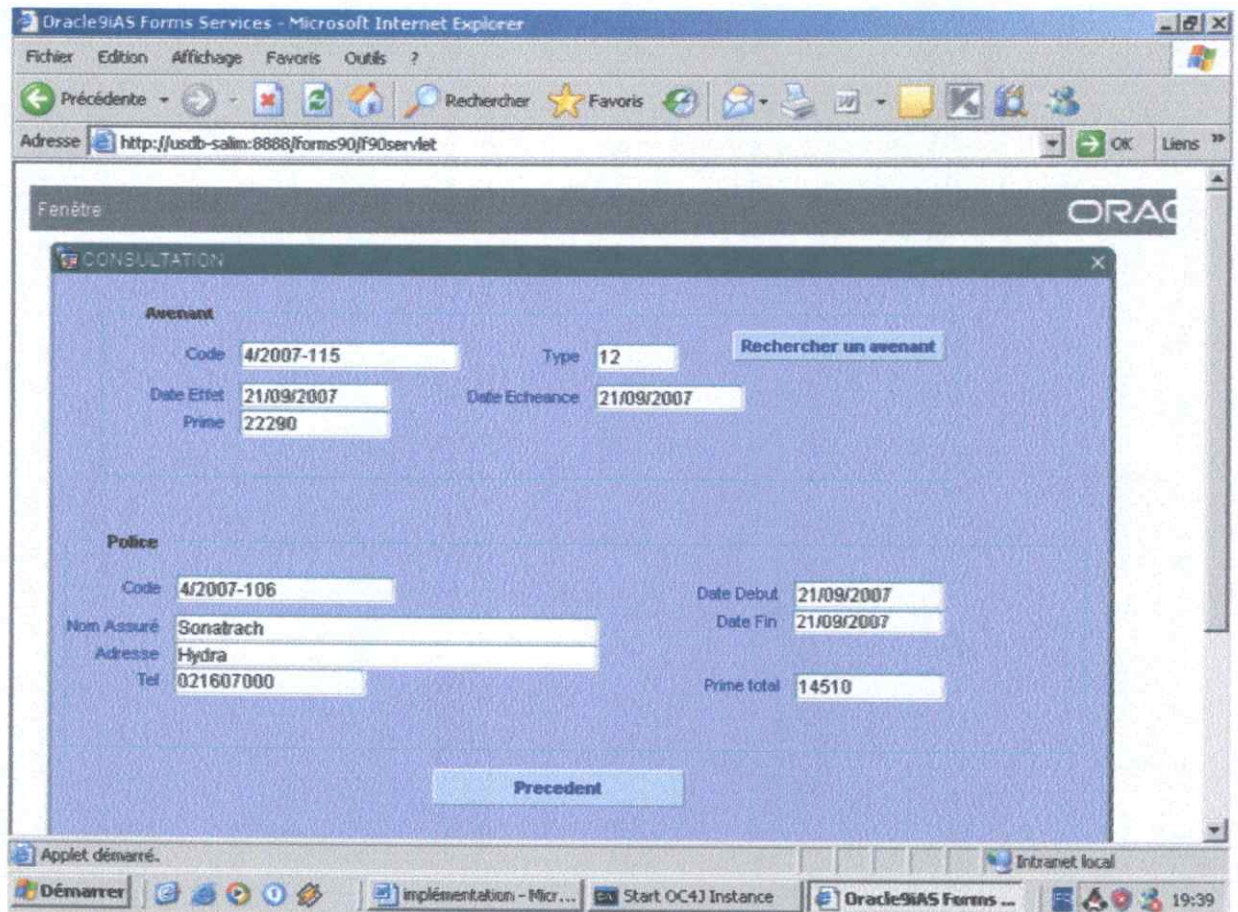 Oracle9iAS Forms Services - Microsoft Internet Explorer
Fichier Edition Affichage Favoris Outils ?
Précédente Rechercher Favoris
Adresse http://usdb-salim:8888/forms90/f90servlet OK Liens
Fenêtre ORAC
CONSULTATION
Avenant
Code 4/2007-115 Type 12 Rechercher un avenant
Date Effet 21/09/2007 Date Echeance 21/09/2007
Prime 22290
Police
Code 4/2007-106 Date Debut 21/09/2007
Nom Assuré Sonatrach Date Fin 21/09/2007
Adresse Hydra
Tel 021607000 Prime total 14510
Precedent
Applet démarré. Intranet local
Démarrer implémentation - Micr... Start OC4J Instance Oracle9iAS Forms ... 19:39